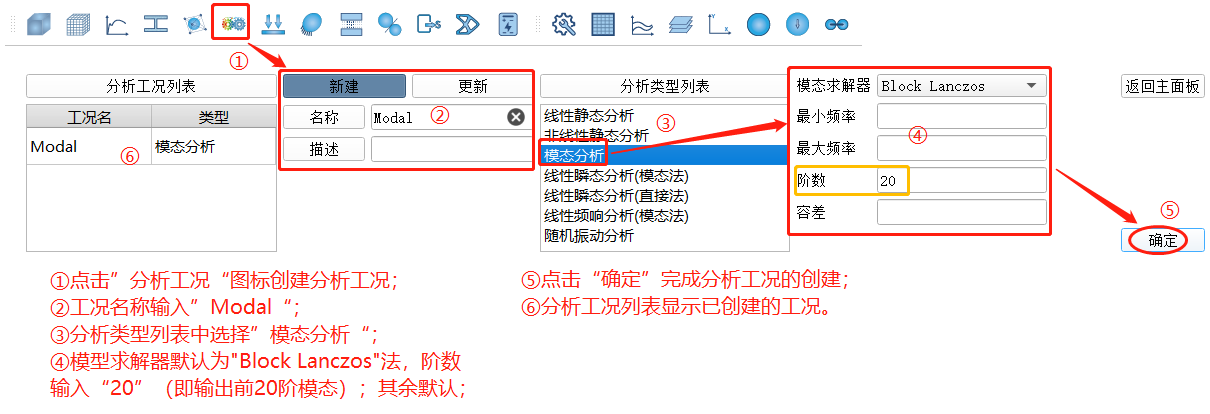 ①
分析工况列表
新建
更新
分析类型列表
模态求解器
Block Lanczos
返回主面板
工况名
类型
名称
Modal
②
线性静态分析
③
最小频率
④
非线性静态分析
Modal
⑥
模态分析
描述
模态分析
最大频率
线性瞬态分析(模态法)
阶数
20
线性瞬态分析(直接法)
线性频响分析(模态法)
容差
⑤
随机振动分析
确定
①点击”分析工况“图标创建分析工况；
②工况名称输入”Modal“；
③分析类型列表中选择”模态分析“；
④模型求解器默认为"Block Lanczos"法，阶数
输入“20”（即输出前20阶模态）；其余默认；
⑤点击“确定”完成分析工况的创建；
⑥分析工况列表显示已创建的工况。